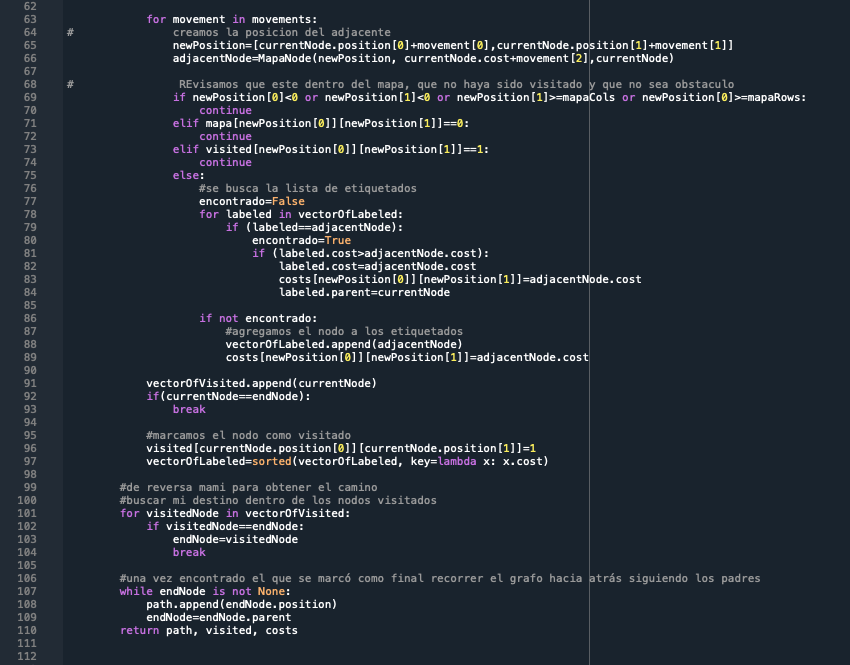 62
63 for movement in movements:
64 # creamos la posicion del adjacente
65 newPosition=[currentNode.position[0]+movement[0],currentNode.position[1]+movement[1]]
66 adjacentNode=MapaNode(newPosition, currentNode.cost+movement[2],currentNode)
67
68 # REvisamos que este dentro del mapa, que no haya sido visitado y que no sea obstaculo
69 if newPosition[0]<0 or newPosition[1]<0 or newPosition[1]>=mapaCols or newPosition[0]>=mapaRows:
70 continue
71 elif mapa[newPosition[0]][newPosition[1]]==0:
72 continue
73 elif visited[newPosition[0]][newPosition[1]]==1:
74 continue
75 else:
76 #se busca la lista de etiquetados
77 encontrado=False
78 for labeled in vectorOfLabeled:
79 if (labeled==adjacentNode):
80 encontrado=True
81 if (labeled.cost>adjacentNode.cost):
82 labeled.cost=adjacentNode.cost
83 costs[newPosition[0]][newPosition[1]]=adjacentNode.cost
84 labeled.parent=currentNode
85
86 if not encontrado:
87 #agregamos el nodo a los etiquetados
88 vectorOfLabeled.append(adjacentNode)
89 costs[newPosition[0]][newPosition[1]]=adjacentNode.cost
90
91 vectorOfVisited.append(currentNode)
92 if(currentNode==endNode):
93 break
94
95 #marcamos el nodo como visitado
96 visited[currentNode.position[0]][currentNode.position[1]]=1
97 vectorOfLabeled=sorted(vectorOfLabeled, key=lambda x: x.cost)
98
99 #de reversa mami para obtener el camino
100 #buscar mi destino dentro de los nodos visitados
101 for visitedNode in vectorOfVisited:
102 if visitedNode==endNode:
103 endNode=visitedNode
104 break
105
106 #una vez encontrado el que se marcó como final recorrer el grafo hacia atrás siguiendo los padres
107 while endNode is not None:
108 path.append(endNode.position)
109 endNode=endNode.parent
110 return path, visited, costs
111
112